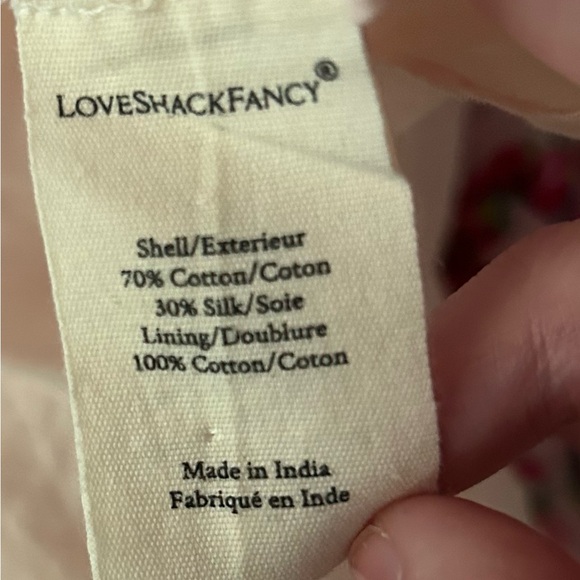 LOVESHACKFANCY®
Shell/Exterieur
70% Cotton/Coton
30% Silk/Soie
Lining/Doublure
100% Cotton/Coton
Made in India
Fabriqué en Inde